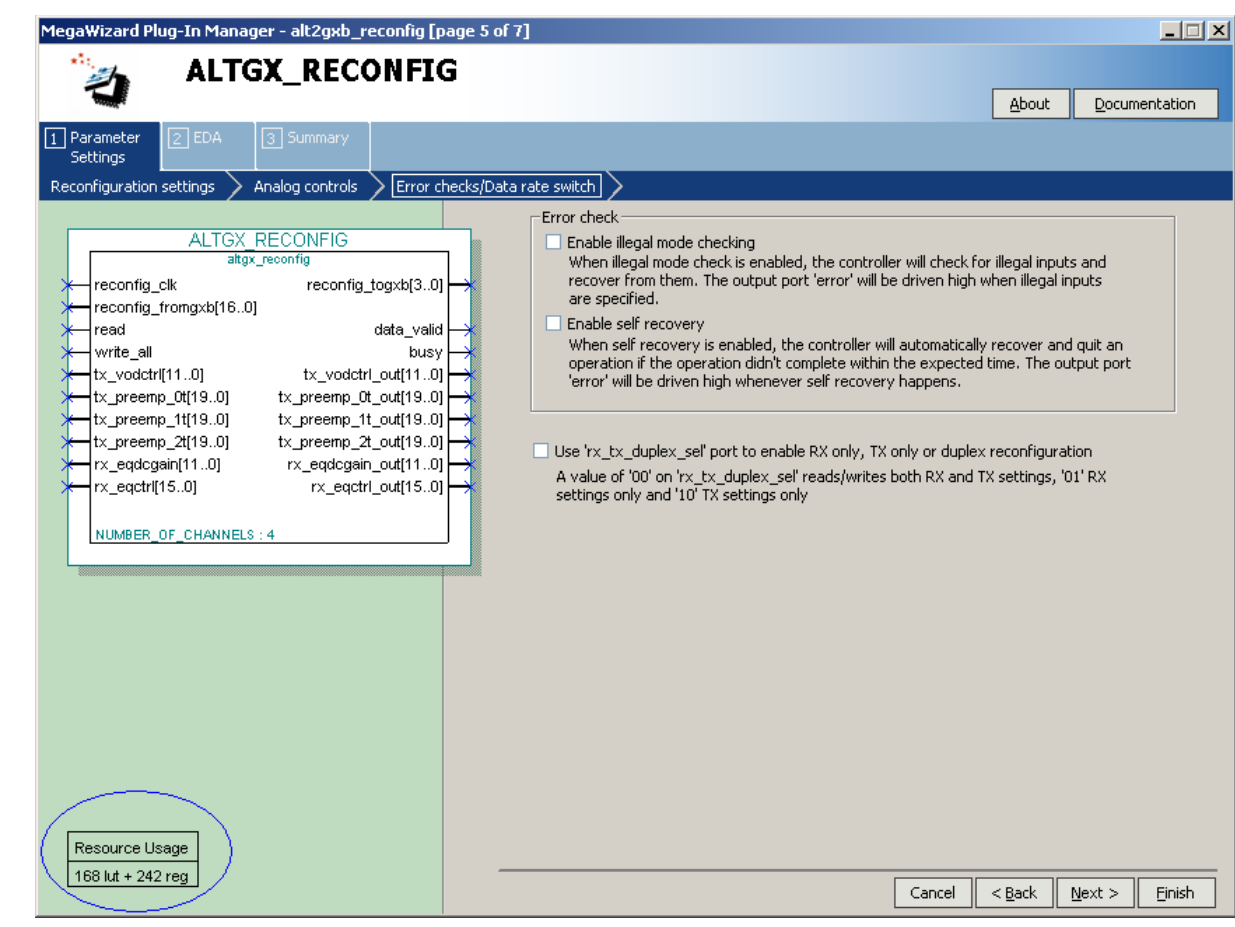 MegaWizard Plug-In Manager - alt2gxb_reconfig [page 5 of 7]
ALTGX_RECONFIG
About
Documentation
1 Parameter Settings
2 EDA
3 Summary
Reconfiguration settings
Analog controls
Error checks/Data rate switch
ALTGX_RECONFIG
altgx_reconfig
reconfig_clk reconfig_togxb[3..0]
reconfig_fromgxb[16..0]
read data_valid
write_all busy
tx_vodctrl[11..0] tx_vodctrl_out[11..0]
tx_preemp_0t[19..0] tx_preemp_0t_out[19..0]
tx_preemp_1t[19..0] tx_preemp_1t_out[19..0]
tx_preemp_2t[19..0] tx_preemp_2t_out[19..0]
rx_eqdcgain[11..0] rx_eqdcgain_out[11..0]
rx_eqctrl[15..0] rx_eqctrl_out[15..0]
NUMBER_OF_CHANNELS : 4
Error check
Enable illegal mode checking
When illegal mode check is enabled, the controller will check for illegal inputs and
recover from them. The output port 'error' will be driven high when illegal inputs
are specified.
Enable self recovery
When self recovery is enabled, the controller will automatically recover and quit an
operation if the operation didn't complete within the expected time. The output port
'error' will be driven high whenever self recovery happens.
Use 'rx_tx_duplex_sel' port to enable RX only, TX only or duplex reconfiguration
A value of '00' on 'rx_tx_duplex_sel' reads/writes both RX and TX settings, '01' RX
settings only and '10' TX settings only
Resource Usage
168 lut + 242 reg
Cancel
< Back
Next >
Finish